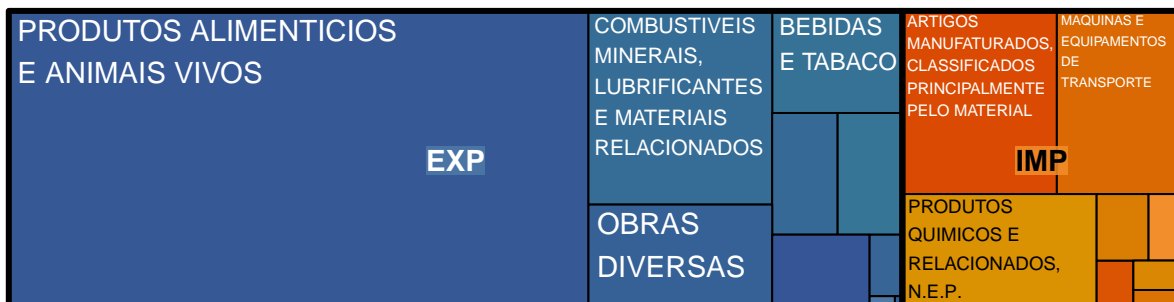 PRODUTOS ALIMENTICIOS
E ANIMAIS VIVOS
EXP
COMBUSTIVEIS
MINERAIS,
LUBRIFICANTES
E MATERIAIS
RELACIONADOS
OBRAS
DIVERSAS
BEBIDAS
E TABACO
ARTIGOS
MANUFATURADOS,
CLASSIFICADOS
PRINCIPALMENTE
PELO MATERIAL
MAQUINAS E
EQUIPAMENTOS
DE
TRANSPORTE
IMP
PRODUTOS
QUIMICOS E
RELACIONADOS,
N.E.P.